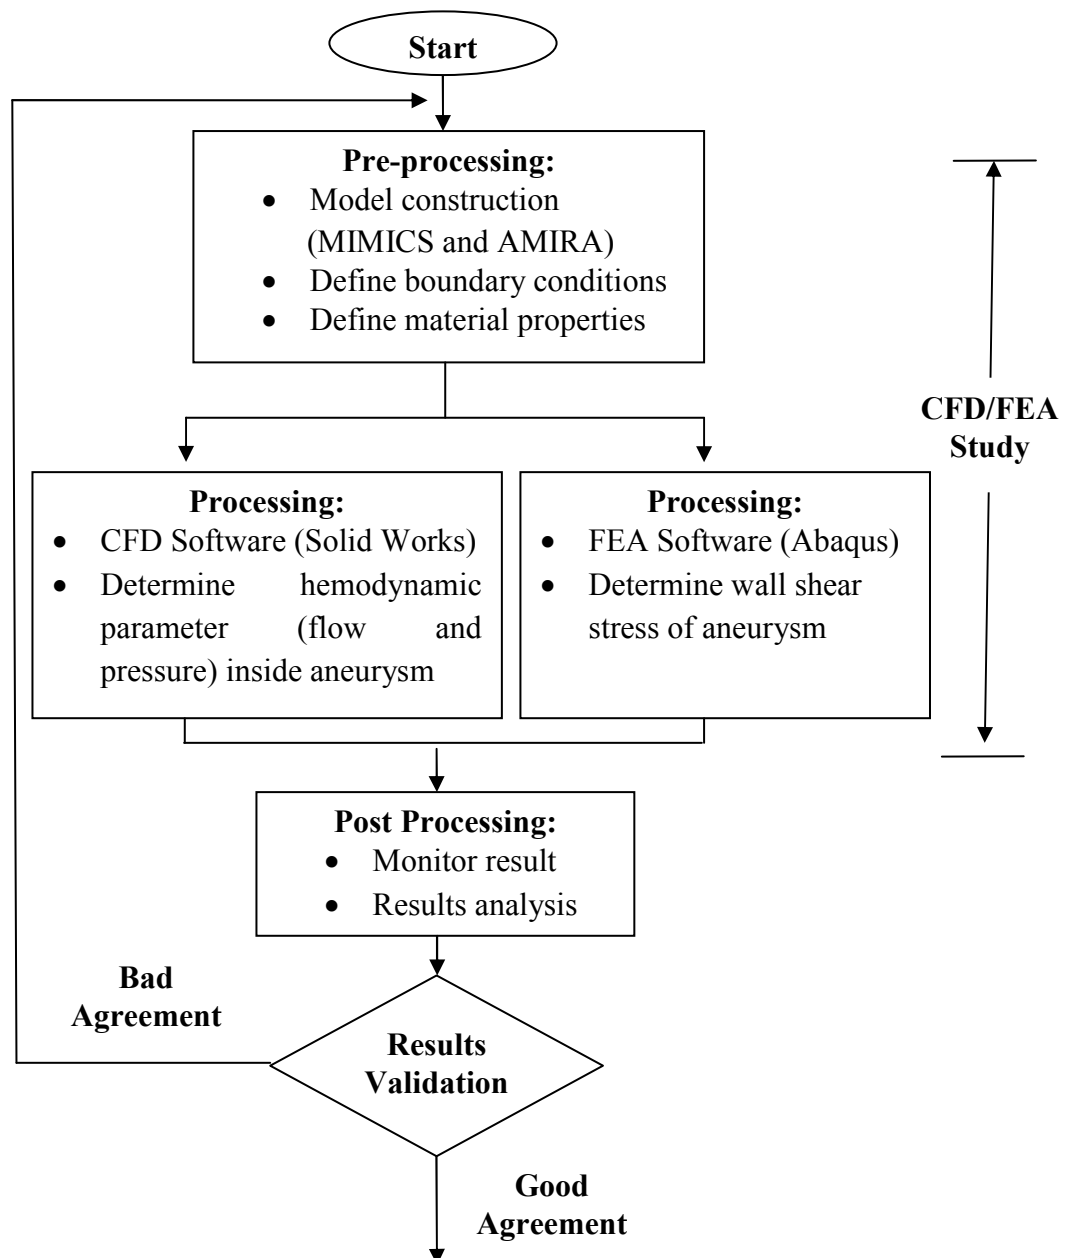 Start
Pre-processing:
• Model construction
(MIMICS and AMIRA)
• Define boundary conditions
• Define material properties
CFD/FEA
Study
Processing:
• CFD Software (Solid Works)
• Determine hemodynamic
parameter (flow and
pressure) inside aneurysm
Processing:
• FEA Software (Abaqus)
• Determine wall shear
stress of aneurysm
Post Processing:
• Monitor result
• Results analysis
Bad
Agreement
Results
Validation
Good
Agreement